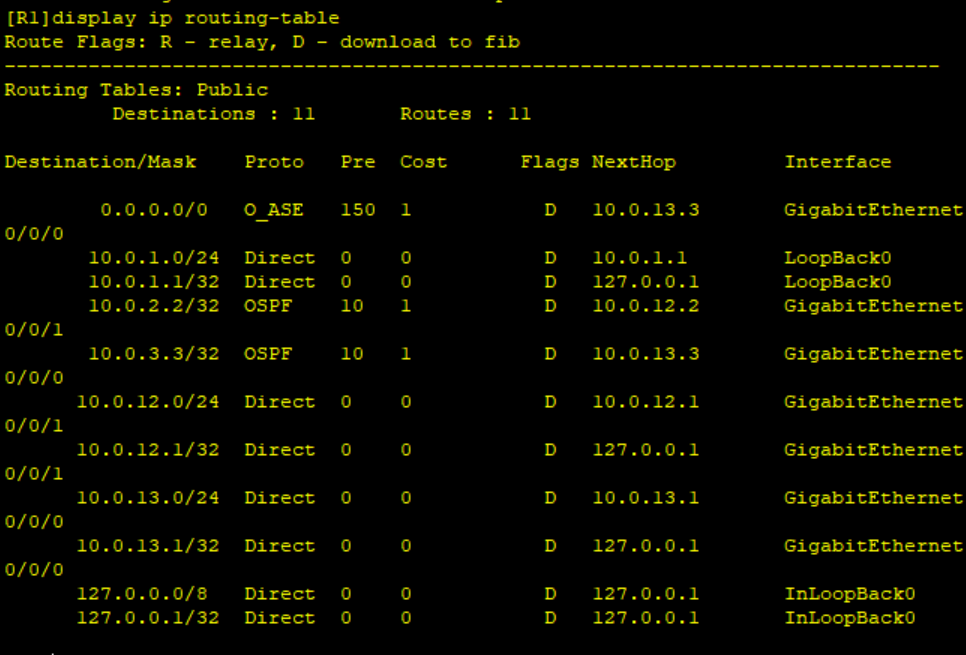 [R1]display ip routing-table
Route Flags: R - relay, D - download to fib
------------------------------------------------------------------------------
Routing Tables: Public
         Destinations : 11       Routes : 11

Destination/Mask    Proto   Pre  Cost      Flags NextHop         Interface

        0.0.0.0/0   O_ASE   150  1           D   10.0.13.3       GigabitEthernet
0/0/0
       10.0.1.0/24  Direct  0    0           D   10.0.1.1        LoopBack0
       10.0.1.1/32  Direct  0    0           D   127.0.0.1       LoopBack0
       10.0.2.2/32  OSPF    10   1           D   10.0.12.2       GigabitEthernet
0/0/1
       10.0.3.3/32  OSPF    10   1           D   10.0.13.3       GigabitEthernet
0/0/0
      10.0.12.0/24  Direct  0    0           D   10.0.12.1       GigabitEthernet
0/0/1
      10.0.12.1/32  Direct  0    0           D   127.0.0.1       GigabitEthernet
0/0/1
      10.0.13.0/24  Direct  0    0           D   10.0.13.1       GigabitEthernet
0/0/0
      10.0.13.1/32  Direct  0    0           D   127.0.0.1       GigabitEthernet
0/0/0
      127.0.0.0/8   Direct  0    0           D   127.0.0.1       InLoopBack0
      127.0.0.1/32  Direct  0    0           D   127.0.0.1       InLoopBack0